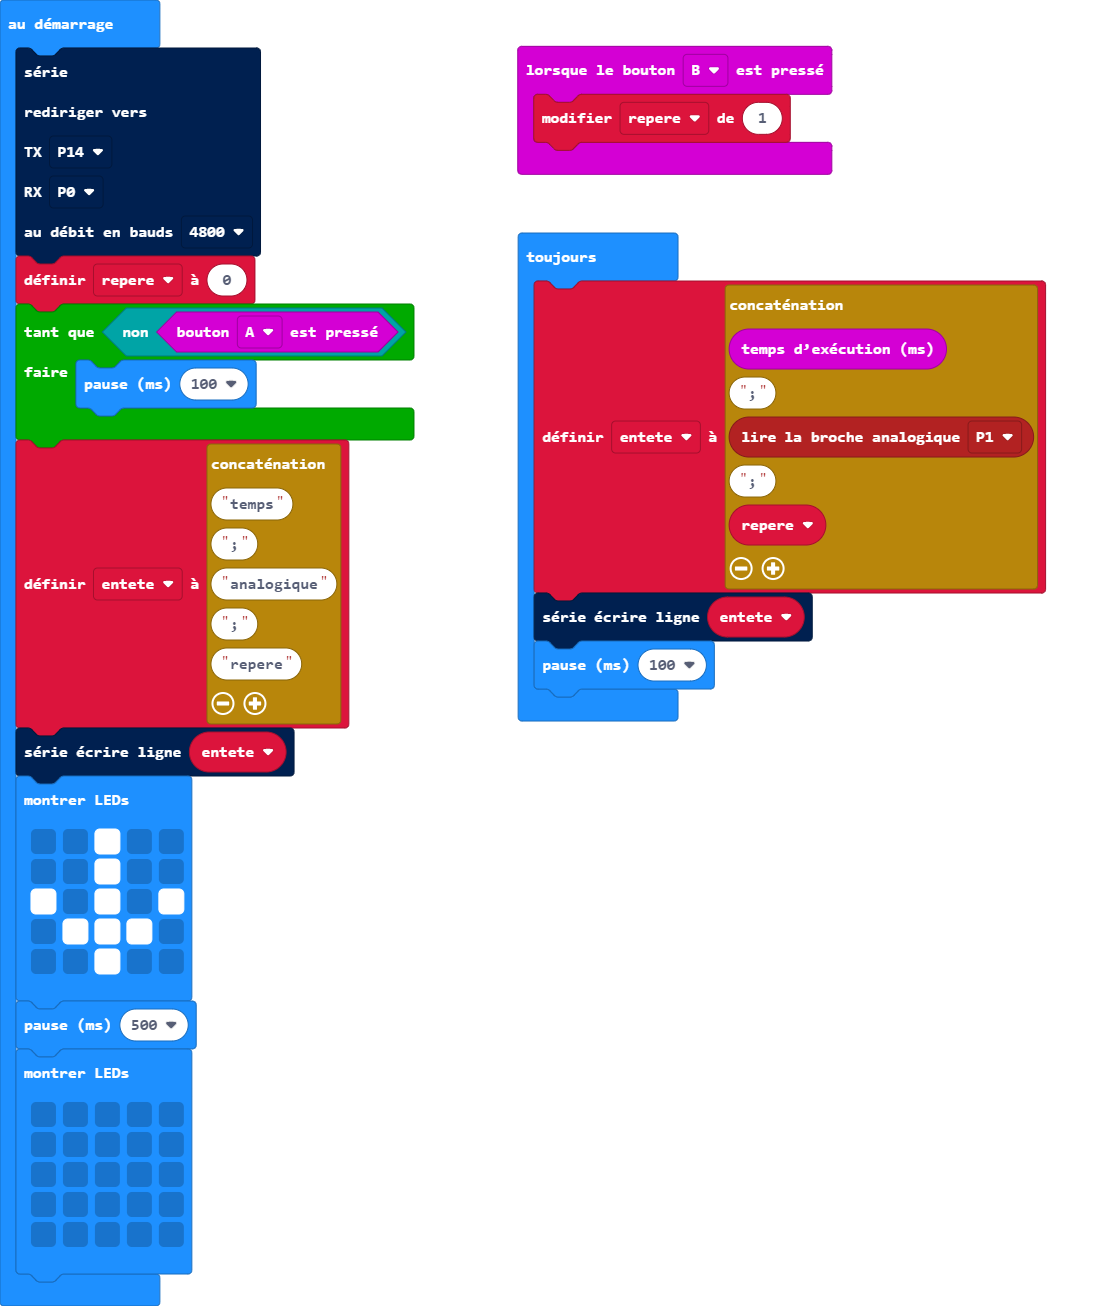 au démarrage
série
rediriger vers
TX P14
RX P0
au débit en bauds 4800
définir repere à 0
tant que non bouton A est pressé
faire pause (ms) 100
concaténation
"temps"
";"
définir entete à "analogique"
";"
"repere"
série écrire ligne entete
montrer LEDs
pause (ms) 500
montrer LEDs
lorsque le bouton B est pressé
modifier repere de 1
toujours
concaténation
temps d’exécution (ms)
";"
définir entete à lire la broche analogique P1
";"
repere
série écrire ligne entete
pause (ms) 100